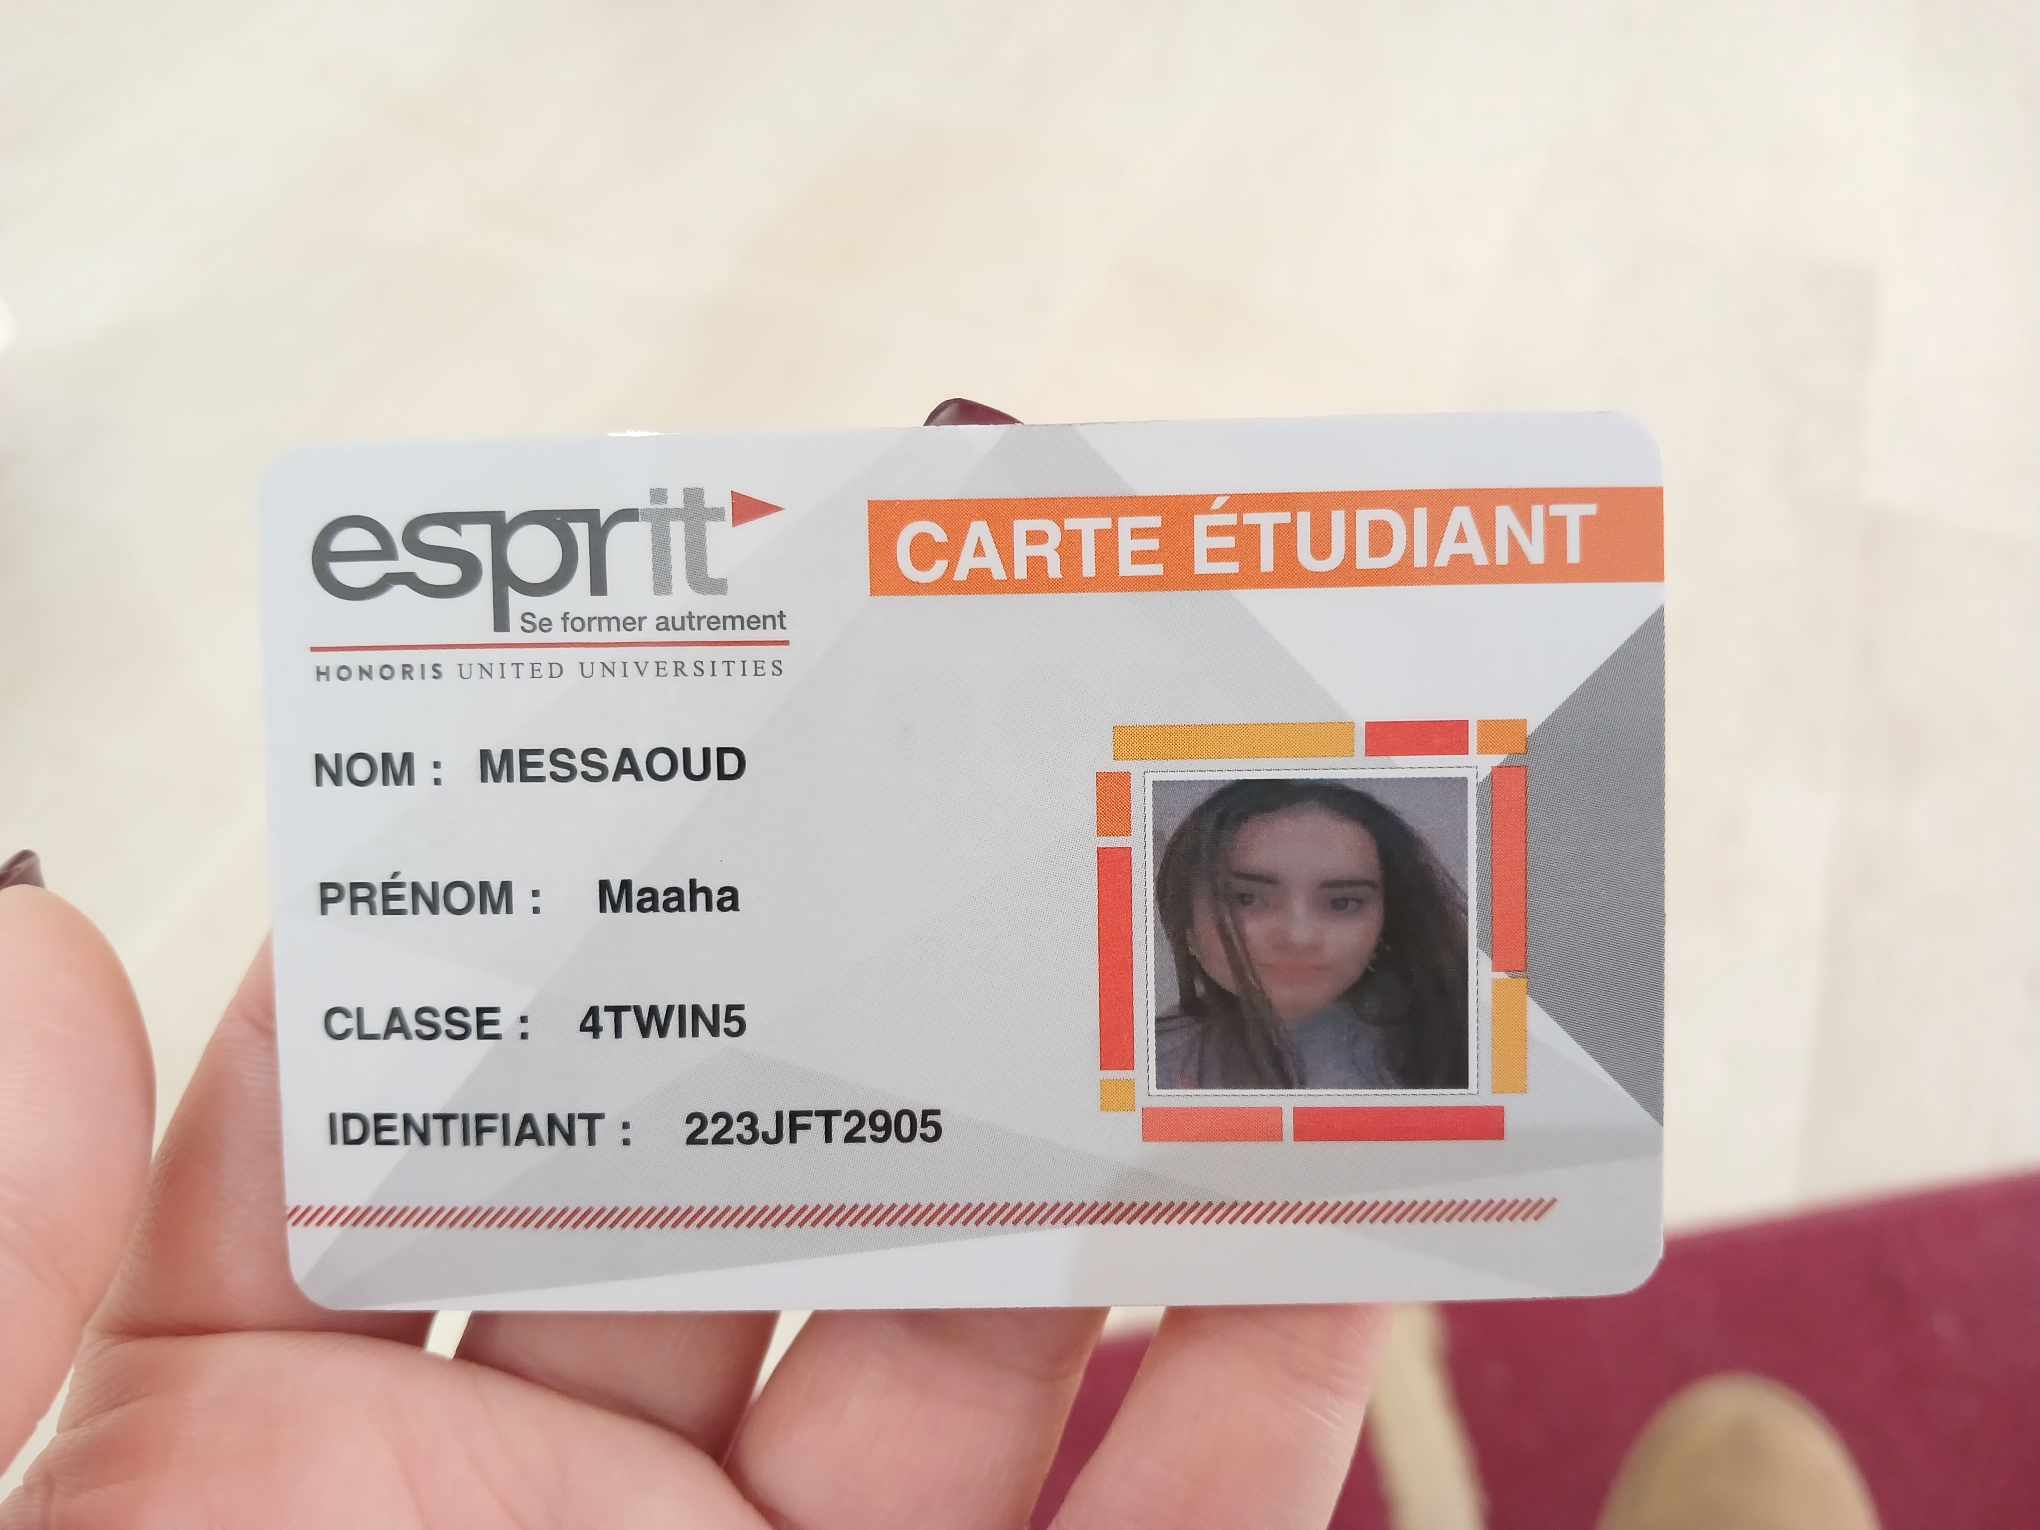 esprit
Se former autrement
HONORIS UNITED UNIVERSITIES
CARTE ÉTUDIANT
NOM : MESSAOUD
PRÉNOM : Maaha
CLASSE : 4TWIN5
IDENTIFIANT : 223JFT2905